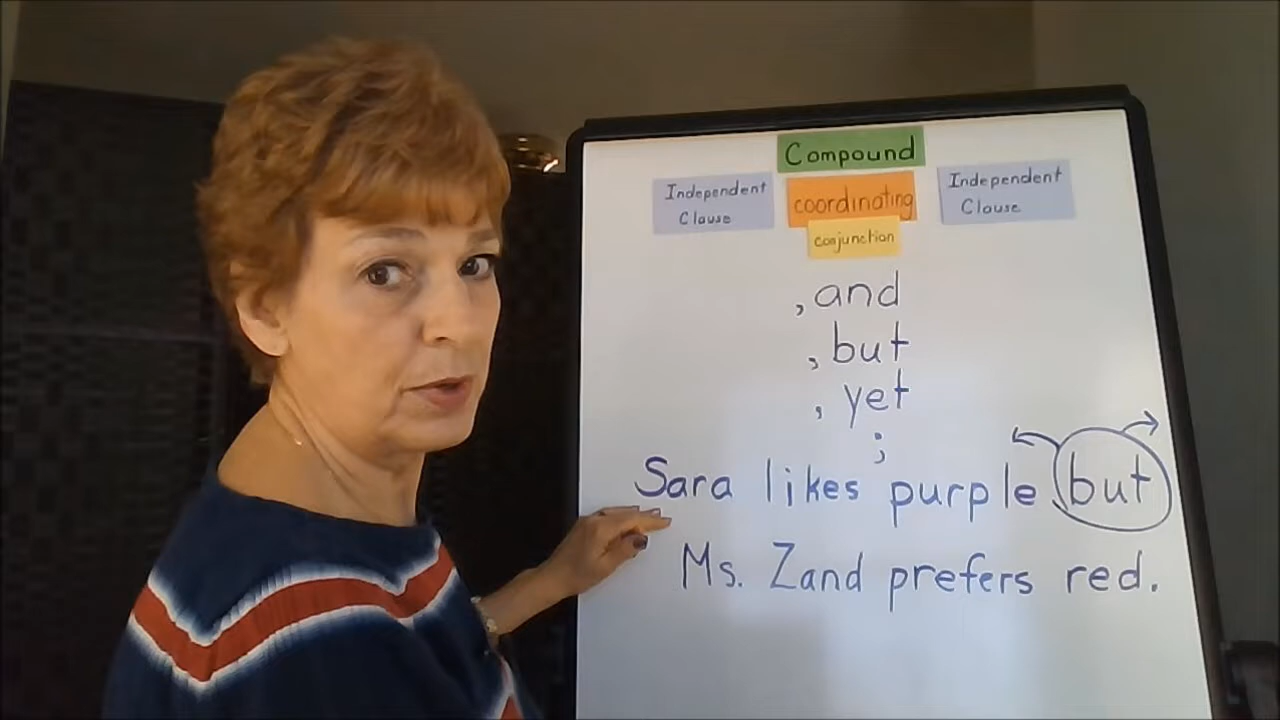 Compound
Independent Clause
coordinating
conjunction
Independent Clause
, and
, but
, yet
;
Sara likes purple but
Ms. Zand prefers red.